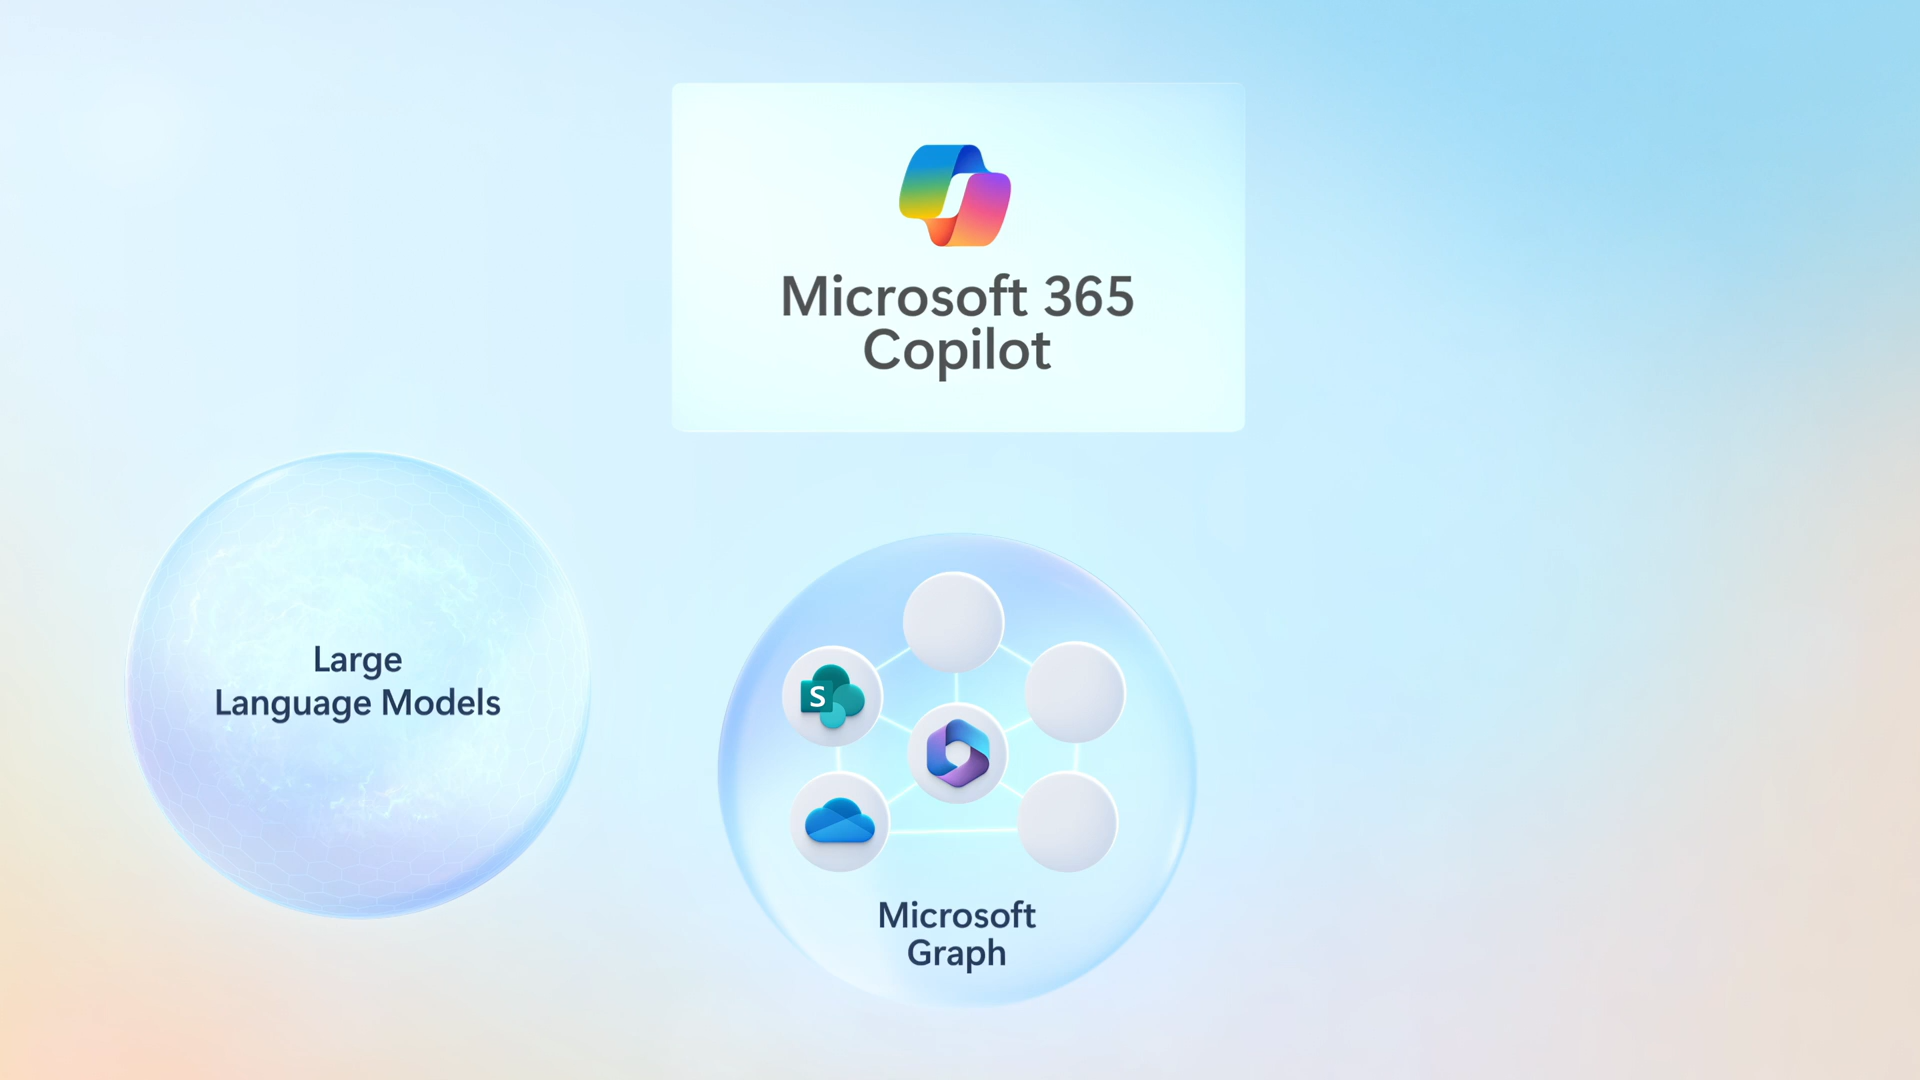 Microsoft 365
Copilot
Large
Language Models
S
Microsoft
Graph